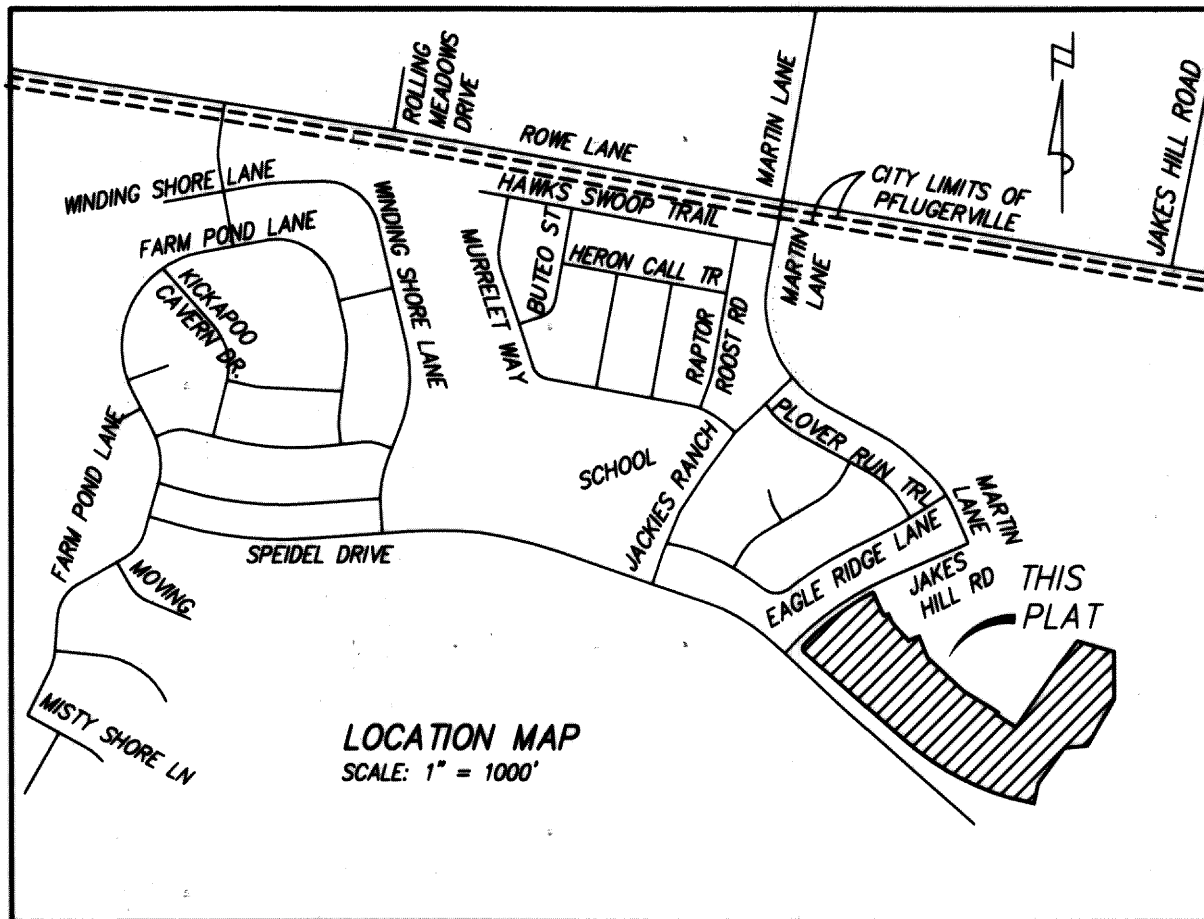 ROLLING
MEADOWS
DRIVE
MARTIN LANE
JAKES HILL ROAD
ROWE LANE
WINDING SHORE LANE
HAWKS SWOOP TRAIL
CITY LIMITS OF
PFLUGERVILLE
FARM POND LANE
WINDING SHORE LANE
MURRELET WAY
BUTEO ST
HERON CALL TR
MARTIN
LANE
KICKAPOO
CAVERN DR.
RAPTOR
ROOST RD
PLOVER RUN TRL
FARM POND LANE
SCHOOL
JACKIES RANCH
MARTIN
LANE
SPEIDEL DRIVE
MOVING
EAGLE RIDGE LANE
JAKES
HILL RD
THIS
PLAT
MISTY SHORE LN
LOCATION MAP
SCALE: 1" = 1000'